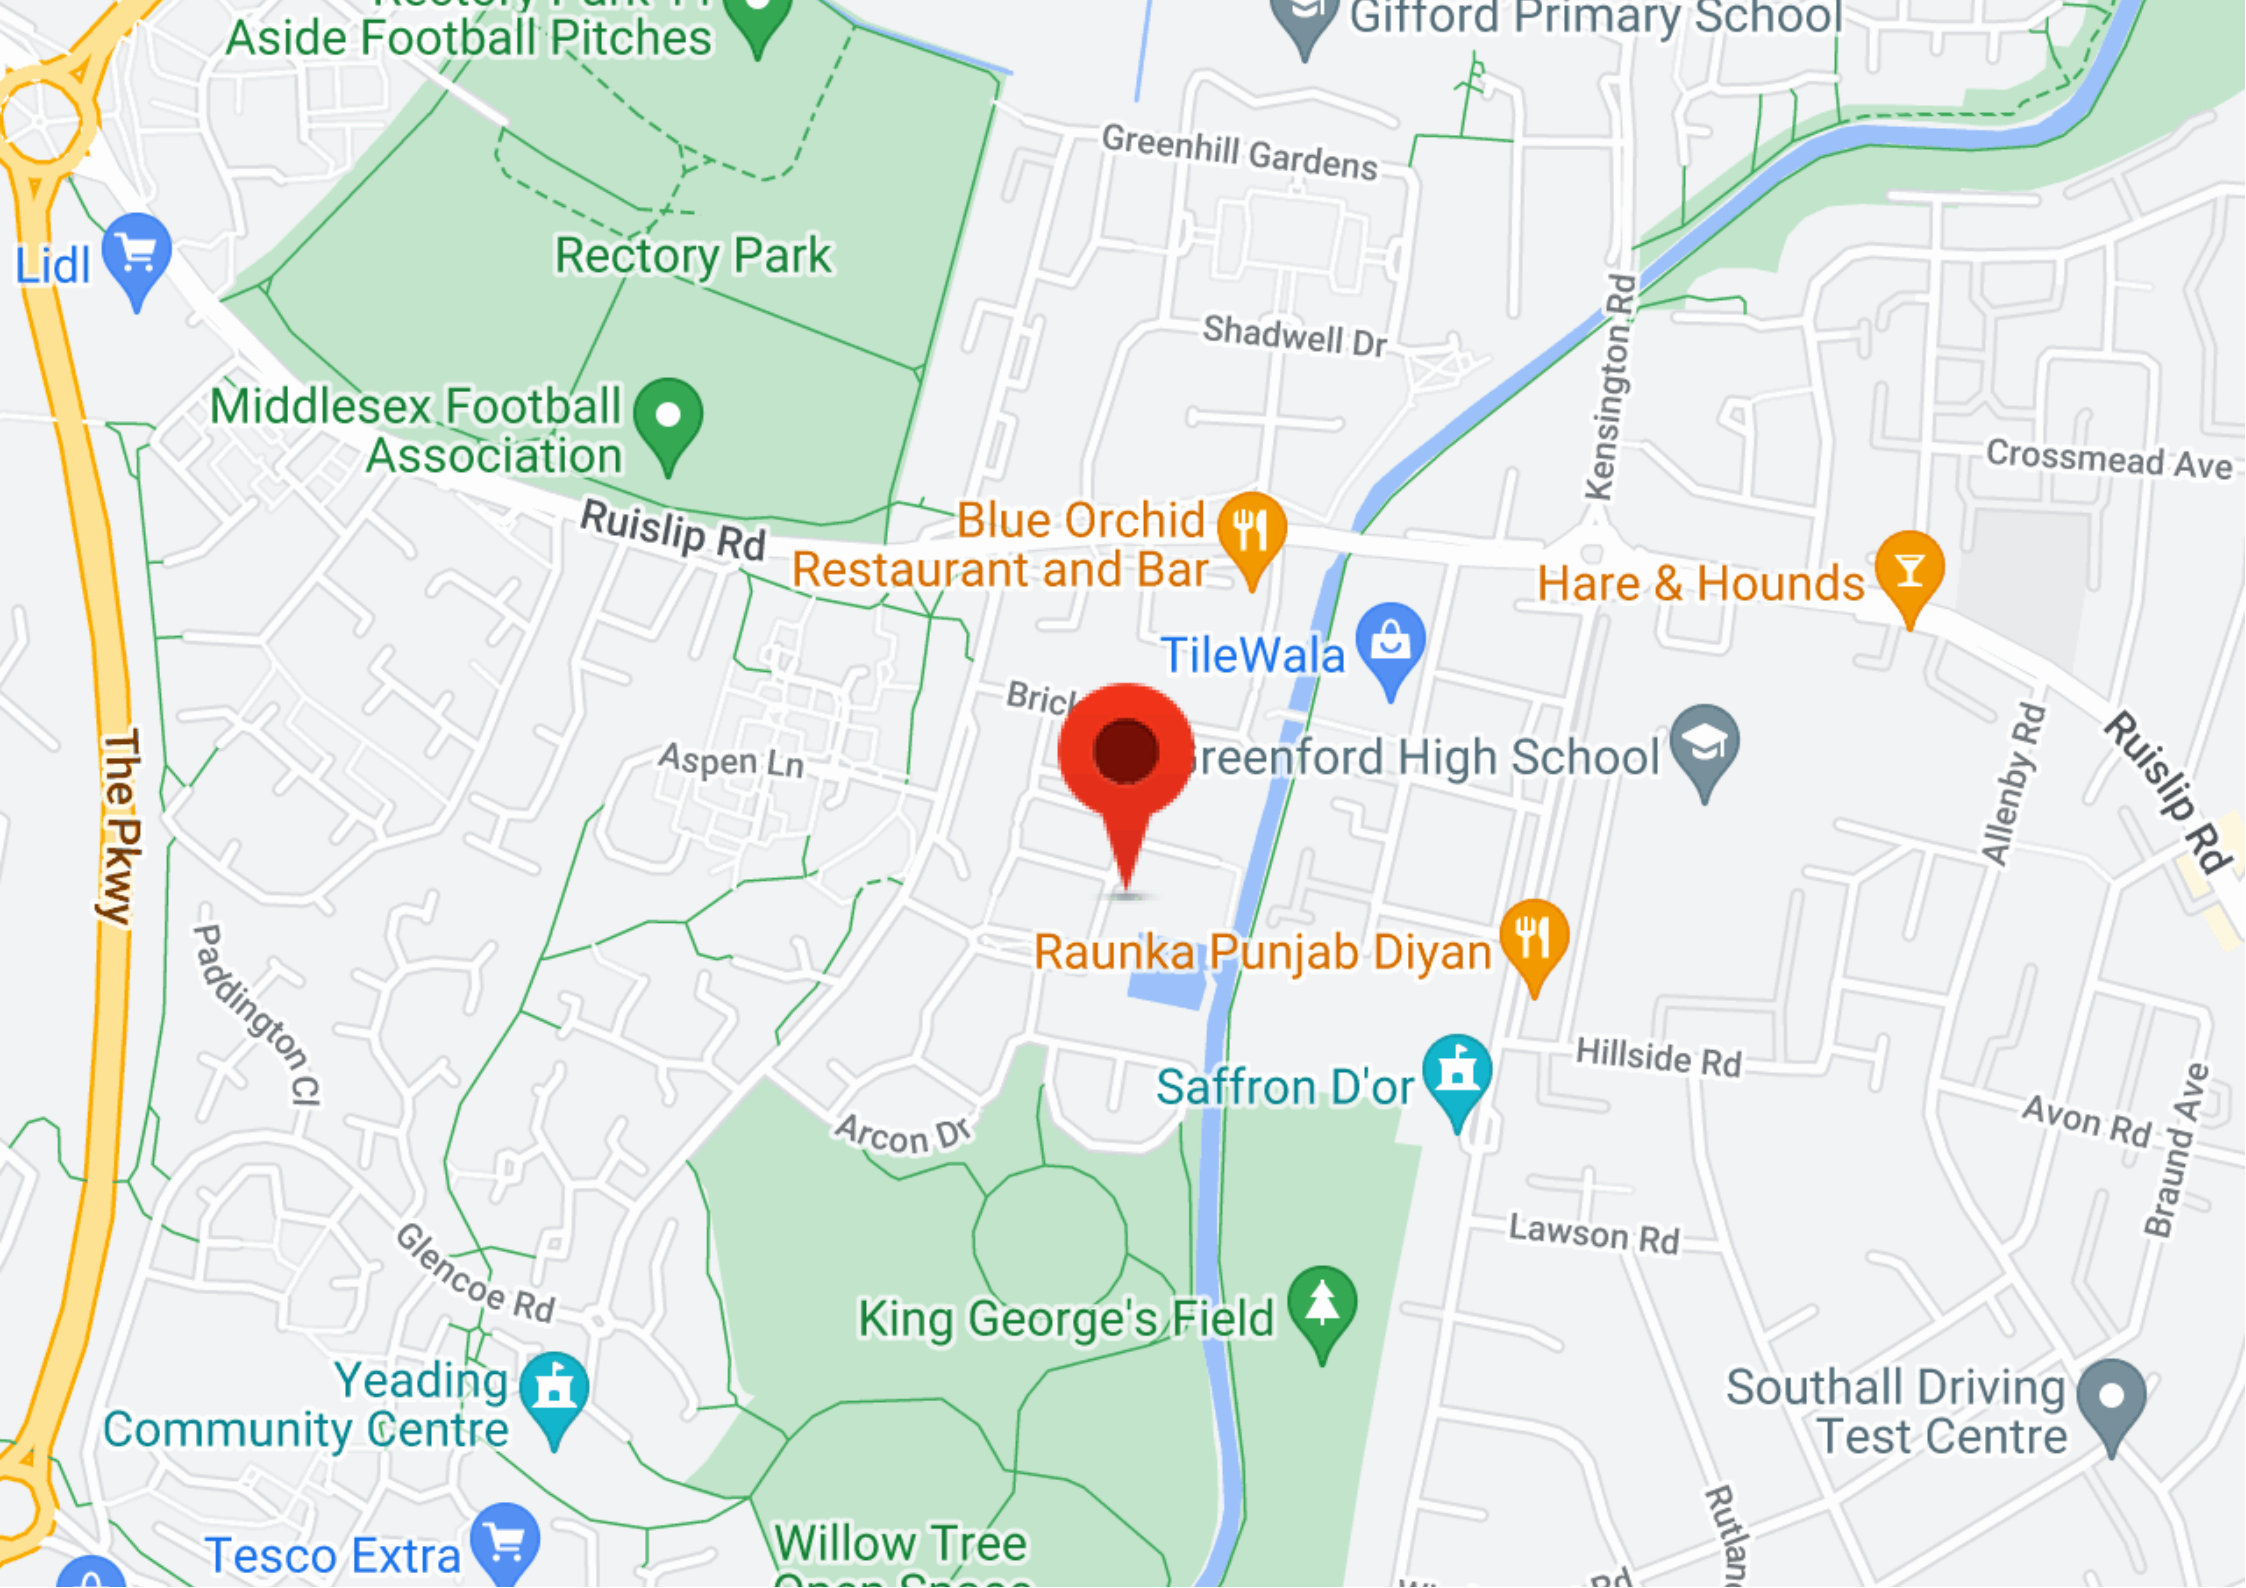 Aside Football Pitches
Gifford Primary School
Greenhill Gardens
Lidl
Rectory Park
Kensington Rd
Shadwell Dr
Middlesex Football
Association
Crossmead Ave
Ruislip Rd
Blue Orchid
Restaurant and Bar
Hare & Hounds
TileWala
Brick
Allenby Rd
Ruislip Rd
The Pkwy
Aspen Ln
reenford High School
Paddington Cl
Raunka Punjab Diyan
Hillside Rd
Saffron D'or
Avon Rd
Braund Ave
Arcon Dr
Lawson Rd
Glencoe Rd
King George's Field
Yeading
Community Centre
Southall Driving
Test Centre
Rutlan
Tesco Extra
Willow Tree
Rd